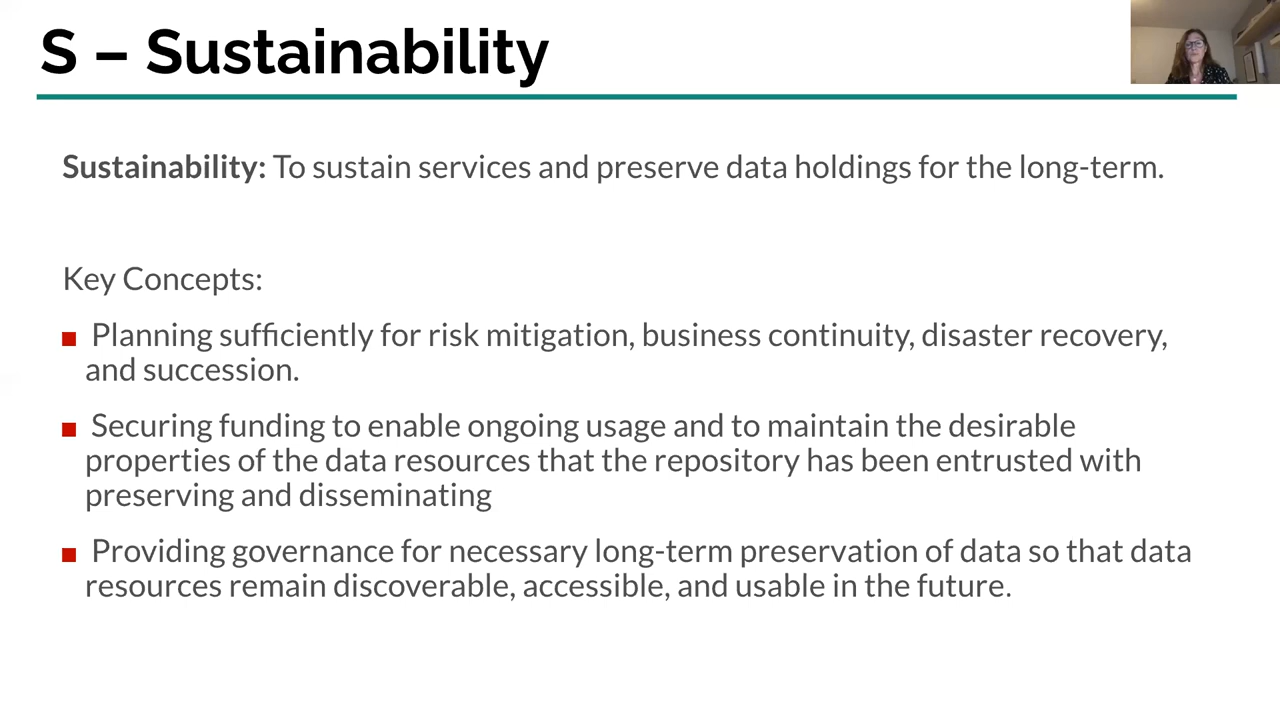 S – Sustainability
Sustainability: To sustain services and preserve data holdings for the long-term.
Key Concepts:
Planning sufficiently for risk mitigation, business continuity, disaster recovery,
and succession.
Securing funding to enable ongoing usage and to maintain the desirable
properties of the data resources that the repository has been entrusted with
preserving and disseminating
Providing governance for necessary long-term preservation of data so that data
resources remain discoverable, accessible, and usable in the future.